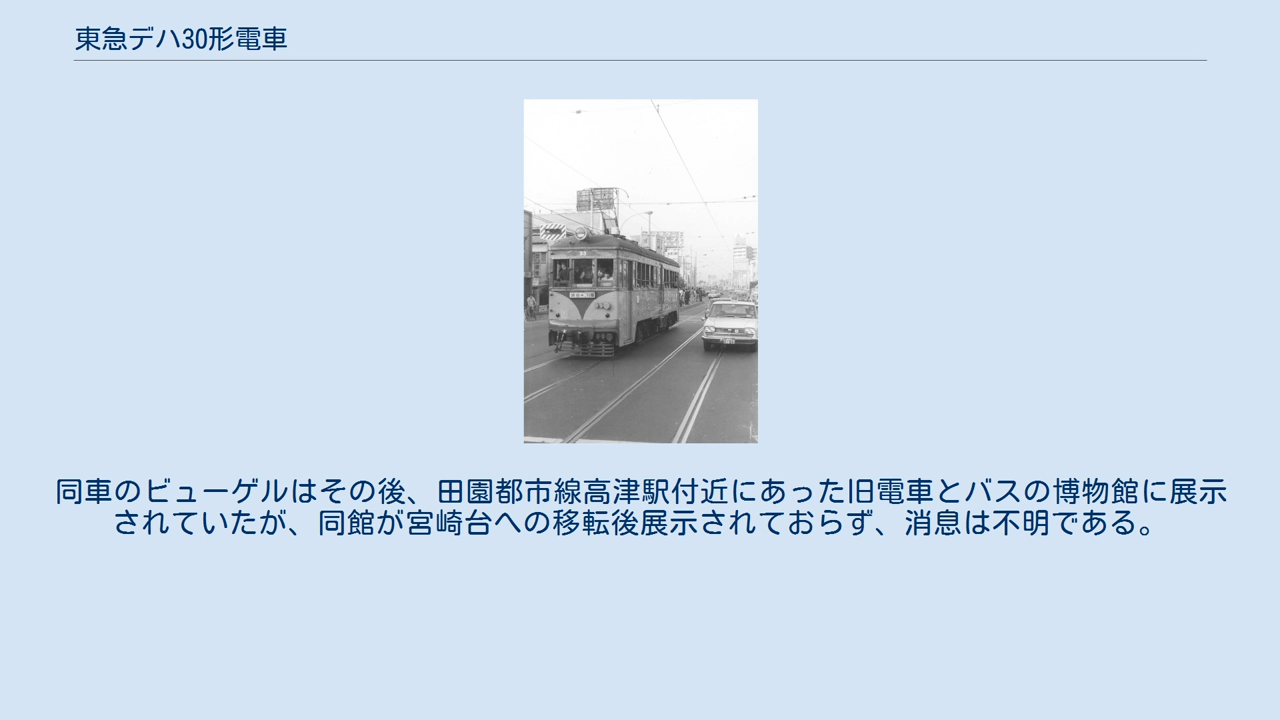 東急デハ30形電車
同車のビューゲルはその後、田園都市線高津駅付近にあった旧電車とバスの博物館に展示
されていたが、同館が宮崎台への移転後展示されておらず、消息は不明である。